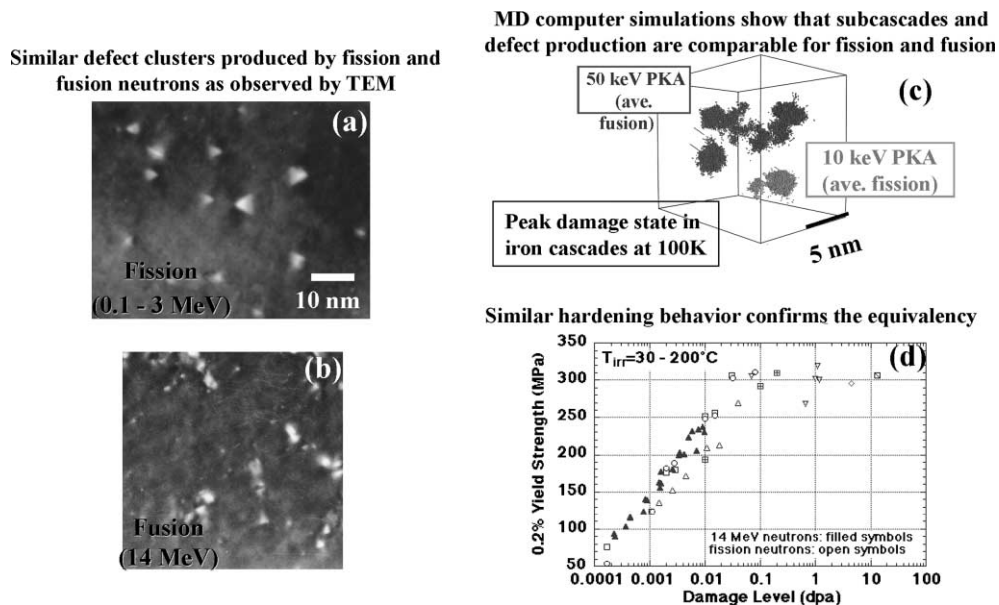 Similar defect clusters produced by fission and
fusion neutrons as observed by TEM
(a)
Fission
(0.1 - 3 MeV)
10 nm
(b)
Fusion
(14 MeV)
MD computer simulations show that subcascades and
defect production are comparable for fission and fusion
50 keV PKA
(ave.
fusion)
(c)
10 keV PKA
(ave. fission)
Peak damage state in
iron cascades at 100K
5 nm
Similar hardening behavior confirms the equivalency
(d)
Tirr=30 - 200°C
0.2% Yield Strength (MPa)
350
300
250
200
150
100
50
14 MeV neutrons: filled symbols
fission neutrons: open symbols
0.0001 0.001 0.01 0.1 1 10 100
Damage Level (dpa)